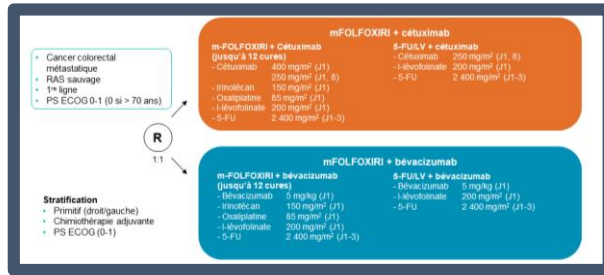 • Cancer colorectal métastatique
• RAS sauvage
• 1re ligne
• PS ECOG 0-1 (0 si > 70 ans)
R
1:1
Stratification
• Primitif (droit/gauche)
• Chimiothérapie adjuvante
• PS ECOG (0-1)
mFOLFOXIRI + cétuximab
m-FOLFOXIRI + Cétuximab
(jusqu'à 12 cures)
- Cétuximab 400 mg/m² (J1)
250 mg/m² (J1, 8)
- Irinotécan 150 mg/m² (J1)
- Oxaliplatine 85 mg/m² (J1)
- l-lévofolinate 200 mg/m² (J1)
- 5-FU 2 400 mg/m² (J1-3)
5-FU/LV + cétuximab
- Cétuximab 250 mg/m² (J1, 8)
- l-lévofolinate 200 mg/m² (J1)
- 5-FU 2 400 mg/m² (J1-3)
mFOLFOXIRI + bévacizumab
m-FOLFOXIRI + bévacizumab
(jusqu'à 12 cures)
- Bévacizumab 5 mg/kg (J1)
- Irinotécan 150 mg/m² (J1)
- Oxaliplatine 85 mg/m² (J1)
- l-lévofolinate 200 mg/m² (J1)
- 5-FU 2 400 mg/m² (J1-3)
5-FU/LV + bévacizumab
- Bévacizumab 5 mg/kg (J1)
- l-lévofolinate 200 mg/m² (J1)
- 5-FU 2 400 mg/m² (J1-3)